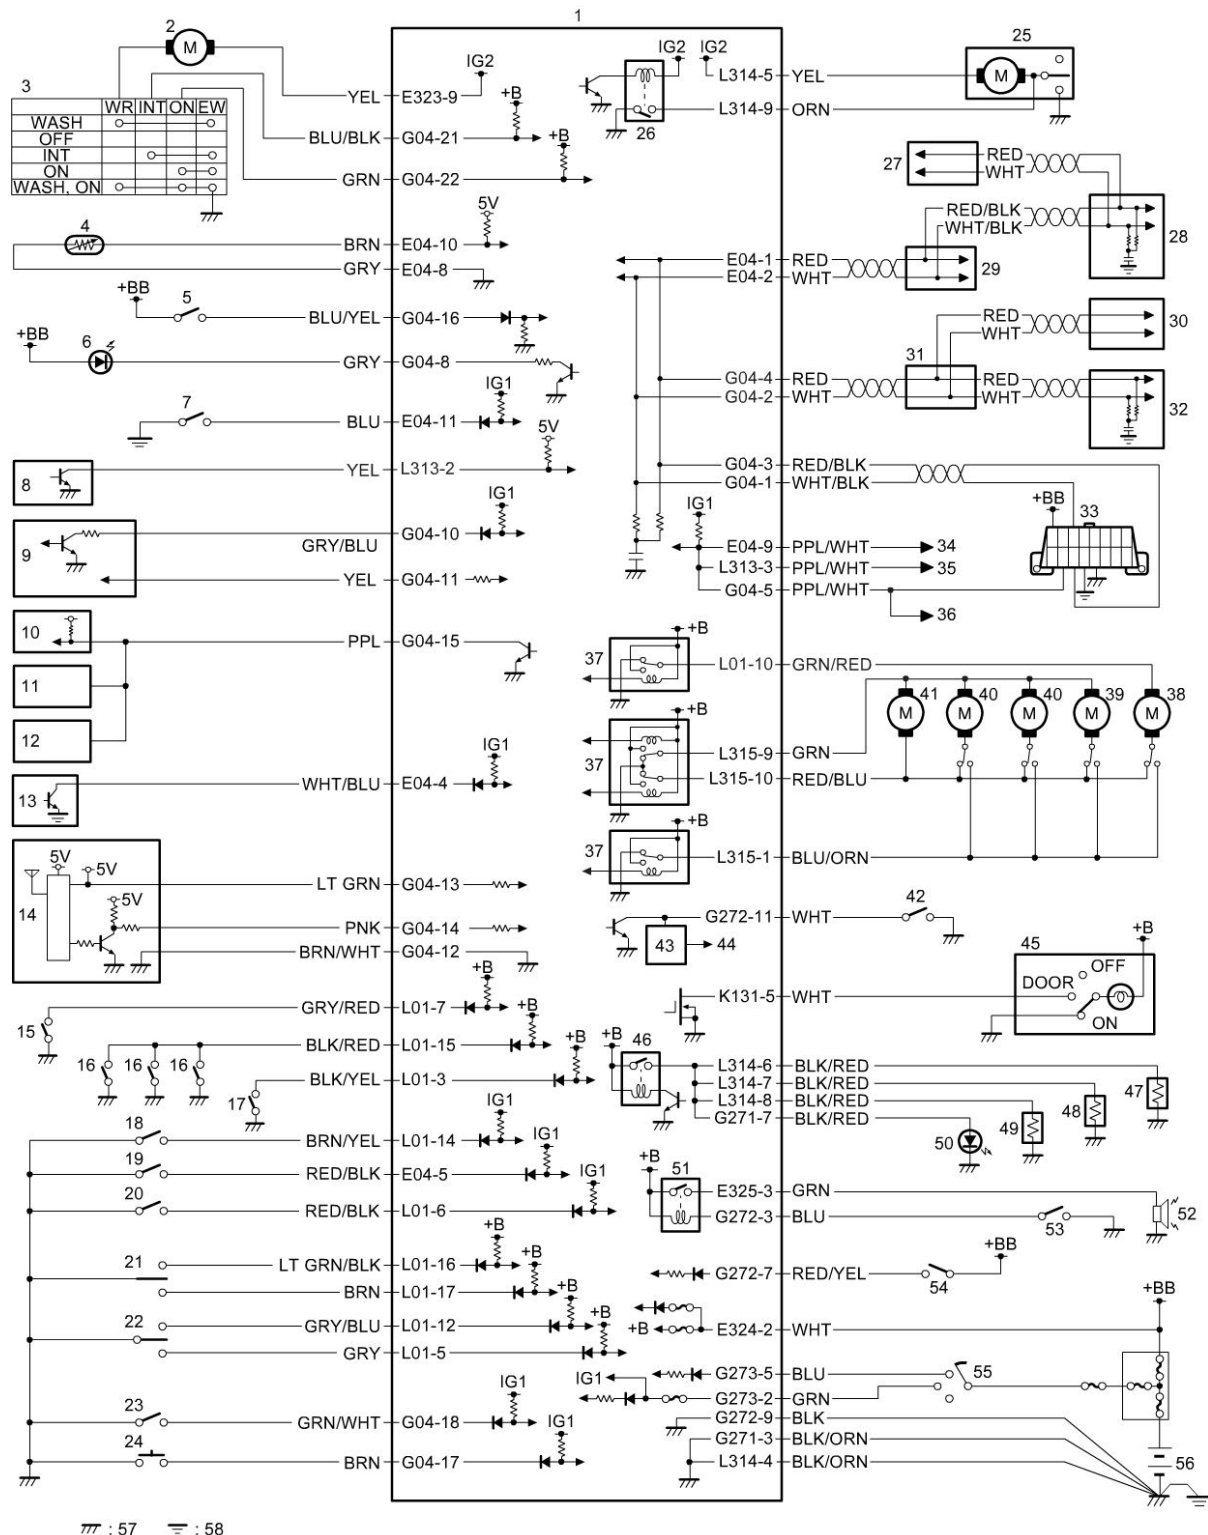 1
2
M
3
WR INT ON EW
WASH
OFF
INT
ON
WASH, ON
YEL E323-9
IG2
BLU/BLK G04-21
+B
GRN G04-22
+B
4
BRN E04-10
5V
GRY E04-8
+BB
5
BLU/YEL G04-16
+BB
6
GRY G04-8
7
BLU E04-11
IG1
8
YEL L313-2
5V
9
GRY/BLU G04-10
IG1
YEL G04-11
10
PPL G04-15
11
12
13
WHT/BLU E04-4
IG1
14
5V
5V
5V
LT GRN G04-13
PNK G04-14
BRN/WHT G04-12
15
GRY/RED L01-7
+B
16 16 16
BLK/RED L01-15
+B
17
BLK/YEL L01-3
+B
18
BRN/YEL L01-14
IG1
19
RED/BLK E04-5
IG1
20
RED/BLK L01-6
IG1
21
LT GRN/BLK L01-16
+B
BRN L01-17
+B
22
GRY/BLU L01-12
+B
GRY L01-5
+B
23
GRN/WHT G04-18
IG1
24
BRN G04-17
IG1
IG2 IG2
26
L314-5 YEL
L314-9 ORN
25
M
27
RED
WHT
RED/BLK
WHT/BLK
28
E04-1 RED
E04-2 WHT
29
RED
WHT
30
31
G04-4 RED
G04-2 WHT
RED
WHT
32
G04-3 RED/BLK
G04-1 WHT/BLK
+BB
33
IG1
E04-9 PPL/WHT 34
L313-3 PPL/WHT 35
G04-5 PPL/WHT
36
37
+B
L01-10 GRN/RED
41 40 40 39 38
M M M M M
37
+B
L315-9 GRN
L315-10 RED/BLU
37
+B
L315-1 BLU/ORN
G272-11 WHT
42
43 44
K131-5 WHT
45
+B
OFF
DOOR
ON
+B
46
L314-6 BLK/RED
L314-7 BLK/RED
L314-8 BLK/RED
G271-7 BLK/RED
47
48
49
50
+B
51
E325-3 GRN
G272-3 BLU
52
53
G272-7 RED/YEL
+BB
54
+B E324-2 WHT
+BB
G273-5 BLU
55
IG1
G273-2 GRN
G272-9 BLK
G271-3 BLK/ORN
L314-4 BLK/ORN
56
: 57 : 58